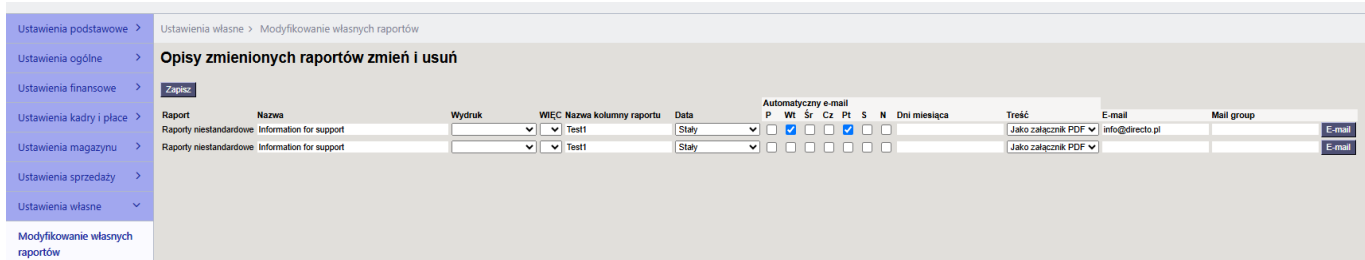 Ustawienia podstawowe
Ustawienia ogólne
Ustawienia finansowe
Ustawienia kadry i płace
Ustawienia magazynu
Ustawienia sprzedaży
Ustawienia własne
Modyfikowanie własnych
raportów
Ustawienia własne > Modyfikowanie własnych raportów
Opisy zmienionych raportów zmień i usuń
Zapisz
Automatyczny e-mail
Raport Nazwa Wydruk WIĘC Nazwa kolumny raportu Data P Wt Śr Cz Pt S N Dni miesiąca Treść E-mail Mail group
Raporty niestandardowe Information for support Test1 Stały Jako załącznik PDF info@directo.pl E-mail
Raporty niestandardowe Information for support Test1 Stały Jako załącznik PDF E-mail